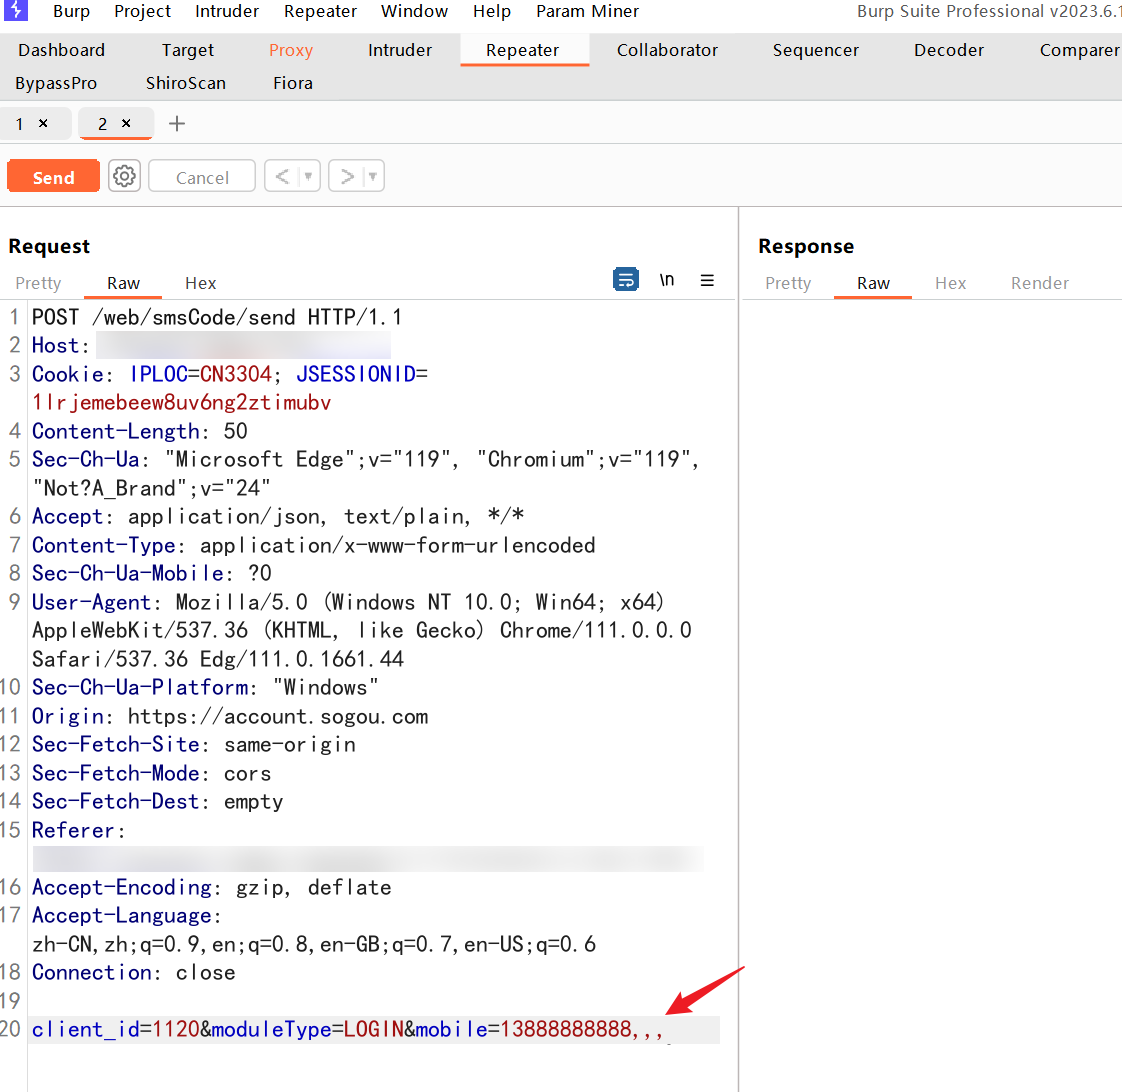 Burp Project Intruder Repeater Window Help Param Miner Burp Suite Professional v2023.6.1
Dashboard Target Proxy Intruder Repeater Collaborator Sequencer Decoder Comparer
BypassPro ShiroScan Fiora
1 × 2 × +
Send Cancel < >
Request Response
Pretty Raw Hex \n Pretty Raw Hex Render
1 POST /web/smsCode/send HTTP/1.1
2 Host:
3 Cookie: IPLOC=CN3304; JSESSIONID=
1lrjemebeew8uv6ng2ztimubv
4 Content-Length: 50
5 Sec-Ch-Ua: "Microsoft Edge";v="119", "Chromium";v="119",
"Not?A_Brand";v="24"
6 Accept: application/json, text/plain, */*
7 Content-Type: application/x-www-form-urlencoded
8 Sec-Ch-Ua-Mobile: ?0
9 User-Agent: Mozilla/5.0 (Windows NT 10.0; Win64; x64)
AppleWebKit/537.36 (KHTML, like Gecko) Chrome/111.0.0.0
Safari/537.36 Edg/111.0.1661.44
10 Sec-Ch-Ua-Platform: "Windows"
11 Origin: https://account.sogou.com
12 Sec-Fetch-Site: same-origin
13 Sec-Fetch-Mode: cors
14 Sec-Fetch-Dest: empty
15 Referer:
16 Accept-Encoding: gzip, deflate
17 Accept-Language:
zh-CN,zh;q=0.9,en;q=0.8,en-GB;q=0.7,en-US;q=0.6
18 Connection: close
19
20 client_id=1120&moduleType=LOGIN&mobile=13888888888,,,